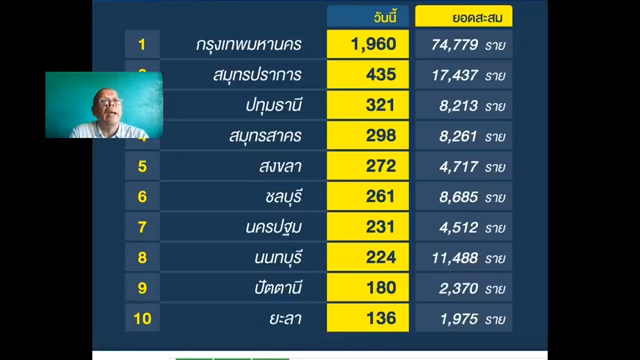 วันนี้ ยอดสะสม
1 กรุงเทพมหานคร 1,960 74,779 ราย
สมุทรปราการ 435 17,437 ราย
ปทุมธานี 321 8,213 ราย
4 สมุทรสาคร 298 8,261 ราย
5 สงขลา 272 4,717 ราย
6 ชลบุรี 261 8,685 ราย
7 นครปฐม 231 4,512 ราย
8 นนทบุรี 224 11,488 ราย
9 ปัตตานี 180 2,370 ราย
10 ยะลา 136 1,975 ราย